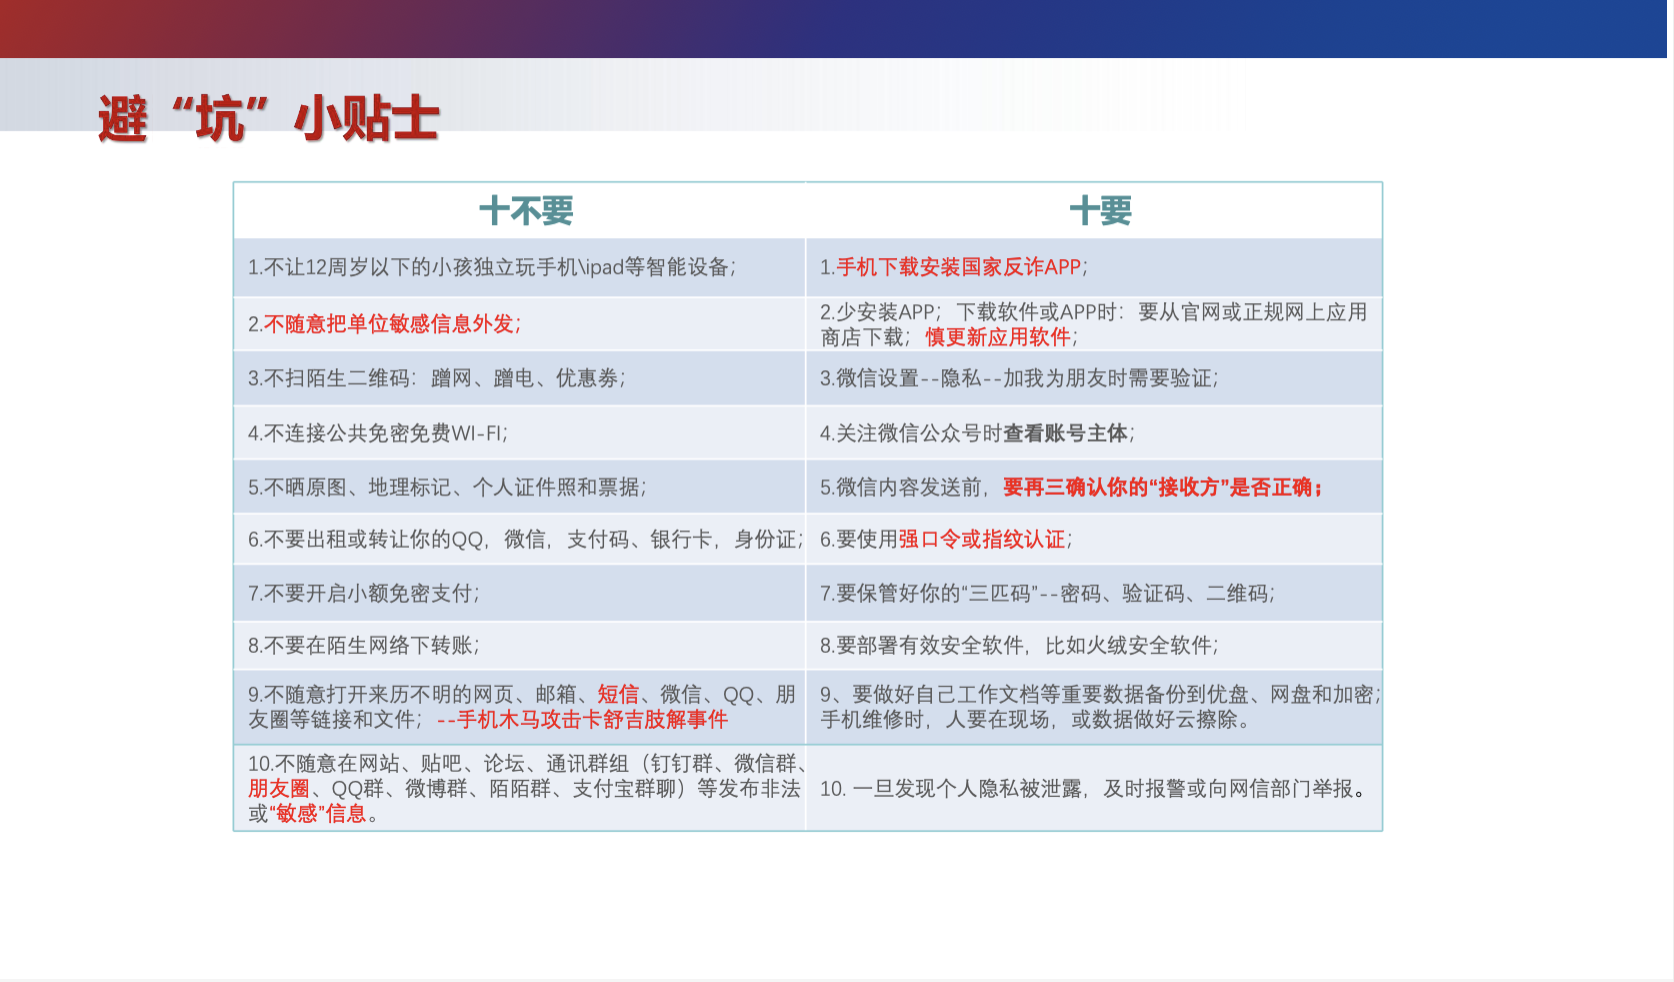 避“坑”小贴士
十不要
十要
1.不让12周岁以下的小孩独立玩手机\ipad等智能设备；
1.手机下载安装国家反诈APP；
2.不随意把单位敏感信息外发；
2.少安装APP；下载软件或APP时：要从官网或正规网上应用
商店下载；慎更新应用软件；
3.不扫陌生二维码：蹭网、蹭电、优惠券；
3.微信设置--隐私--加我为朋友时需要验证；
4.不连接公共免密免费WI-FI；
4.关注微信公众号时查看账号主体；
5.不晒原图、地理标记、个人证件照和票据；
5.微信内容发送前，要再三确认你的“接收方”是否正确；
6.不要出租或转让你的QQ，微信，支付码、银行卡，身份证；
6.要使用强口令或指纹认证；
7.不要开启小额免密支付；
7.要保管好你的“三匹码”--密码、验证码、二维码；
8.不要在陌生网络下转账；
8.要部署有效安全软件，比如火绒安全软件；
9.不随意打开来历不明的网页、邮箱、短信、微信、QQ、朋
友圈等链接和文件；--手机木马攻击卡舒吉肢解事件
9、要做好自己工作文档等重要数据备份到优盘、网盘和加密；
手机维修时，人要在现场，或数据做好云擦除。
10.不随意在网站、贴吧、论坛、通讯群组（钉钉群、微信群、
朋友圈、QQ群、微博群、陌陌群、支付宝群聊）等发布非法
或“敏感”信息。
10. 一旦发现个人隐私被泄露，及时报警或向网信部门举报。